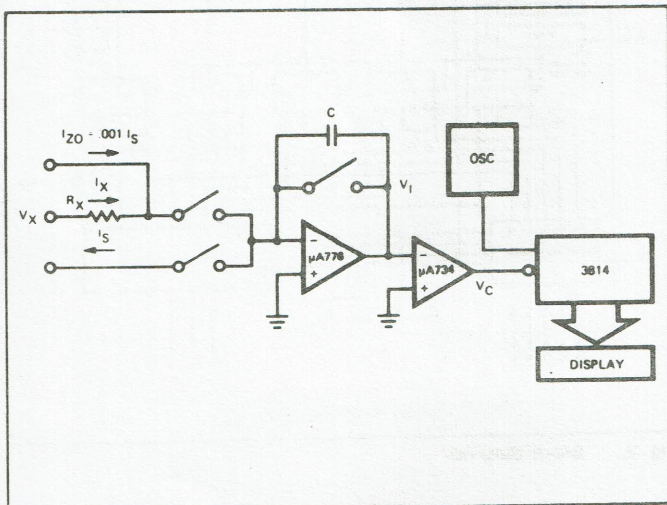 I_ZO - .001 I_S
C
I_X
R_X
V_X
I_S
V_I
OSC
−
+
μA776
−
+
μA734
V_C
3814
DISPLAY